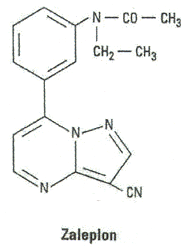 N — CO — CH₃
CH₂ — CH₃
N
N
N
CN
Zaleplon